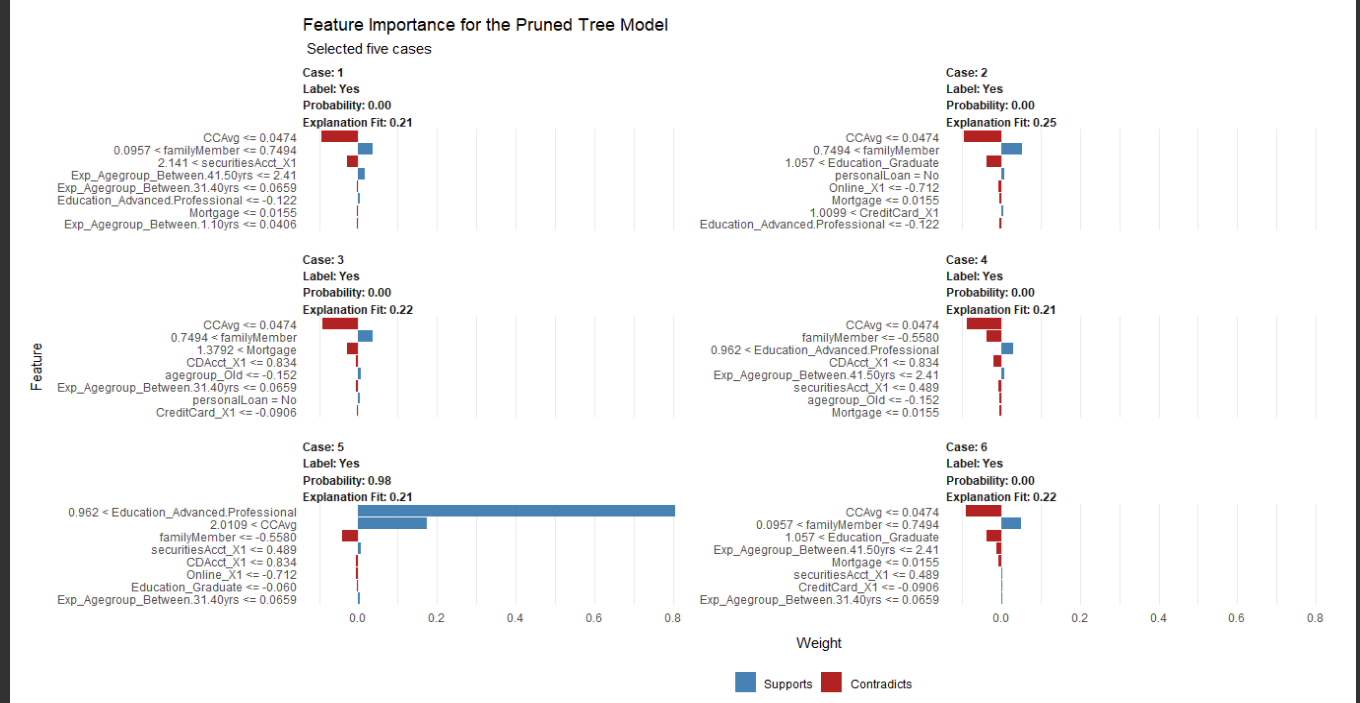 Feature Importance for the Pruned Tree Model
Selected five cases
Case: 1
Label: Yes
Probability: 0.00
Explanation Fit: 0.21
CCAvg <= 0.0474
0.0957 < familyMember <= 0.7494
2.141 < securitiesAcct_X1
Exp_Agegroup_Between.41.50yrs <= 2.41
Exp_Agegroup_Between.31.40yrs <= 0.0659
Education_Advanced.Professional <= -0.122
Mortgage <= 0.0155
Exp_Agegroup_Between.1.10yrs <= 0.0406
Case: 2
Label: Yes
Probability: 0.00
Explanation Fit: 0.25
CCAvg <= 0.0474
0.7494 < familyMember
1.057 < Education_Graduate
personalLoan = No
Online_X1 <= -0.712
Mortgage <= 0.0155
1.0099 < CreditCard_X1
Education_Advanced.Professional <= -0.122
Case: 3
Label: Yes
Probability: 0.00
Explanation Fit: 0.22
CCAvg <= 0.0474
0.7494 < familyMember
1.3792 < Mortgage
CDAcct_X1 <= 0.834
agegroup_Old <= -0.152
Exp_Agegroup_Between.31.40yrs <= 0.0659
personalLoan = No
CreditCard_X1 <= -0.0906
Case: 4
Label: Yes
Probability: 0.00
Explanation Fit: 0.21
CCAvg <= 0.0474
familyMember <= -0.5580
0.962 < Education_Advanced.Professional
CDAcct_X1 <= 0.834
Exp_Agegroup_Between.41.50yrs <= 2.41
securitiesAcct_X1 <= 0.489
agegroup_Old <= -0.152
Mortgage <= 0.0155
Feature
Case: 5
Label: Yes
Probability: 0.98
Explanation Fit: 0.21
0.962 < Education_Advanced.Professional
2.0109 < CCAvg
familyMember <= -0.5580
securitiesAcct_X1 <= 0.489
CDAcct_X1 <= 0.834
Online_X1 <= -0.712
Education_Graduate <= -0.060
Exp_Agegroup_Between.31.40yrs <= 0.0659
0.0 0.2 0.4 0.6 0.8
Case: 6
Label: Yes
Probability: 0.00
Explanation Fit: 0.22
CCAvg <= 0.0474
0.0957 < familyMember <= 0.7494
1.057 < Education_Graduate
Exp_Agegroup_Between.41.50yrs <= 2.41
Mortgage <= 0.0155
securitiesAcct_X1 <= 0.489
CreditCard_X1 <= -0.0906
Exp_Agegroup_Between.31.40yrs <= 0.0659
0.0 0.2 0.4 0.6 0.8
Weight
Supports Contradicts